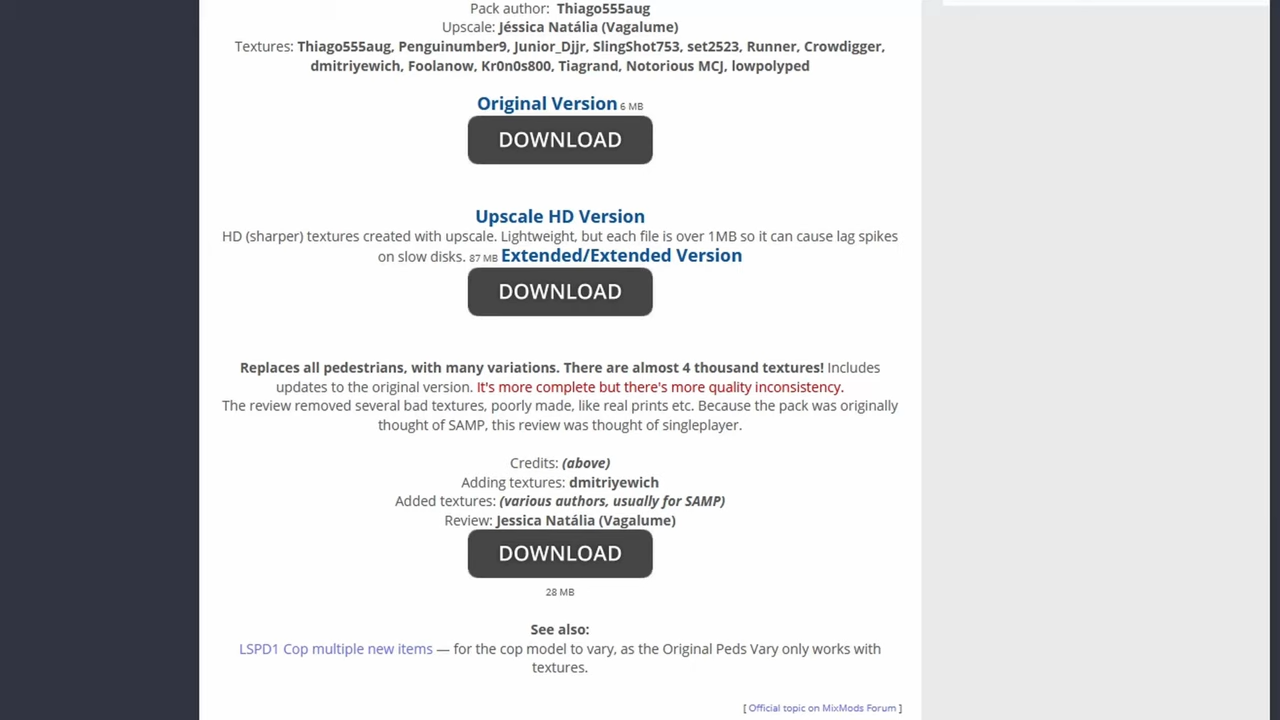 Pack author: Thiago555aug
Upscale: Jéssica Natália (Vagalume)
Textures: Thiago555aug, Penguinumber9, Junior_Djjr, SlingShot753, set2523, Runner, Crowdigger,
dmitriyewich, Foolanow, Kr0n0s800, Tiagrand, Notorious MCJ, lowpolyped
Original Version 6 MB
DOWNLOAD
Upscale HD Version
HD (sharper) textures created with upscale. Lightweight, but each file is over 1MB so it can cause lag spikes
on slow disks. 87 MB Extended/Extended Version
DOWNLOAD
Replaces all pedestrians, with many variations. There are almost 4 thousand textures! Includes
updates to the original version. It's more complete but there's more quality inconsistency.
The review removed several bad textures, poorly made, like real prints etc. Because the pack was originally
thought of SAMP, this review was thought of singleplayer.
Credits: (above)
Adding textures: dmitriyewich
Added textures: (various authors, usually for SAMP)
Review: Jessica Natália (Vagalume)
DOWNLOAD
28 MB
See also:
LSPD1 Cop multiple new items — for the cop model to vary, as the Original Peds Vary only works with
textures.
[ Official topic on MixMods Forum ]